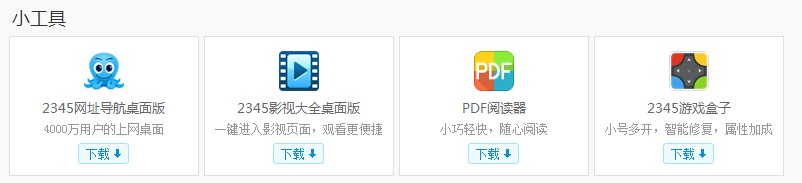 小工具
2345网址导航桌面版
4000万用户的上网桌面
下载
2345影视大全桌面版
一键进入影视页面，观看更便捷
下载
PDF
PDF阅读器
小巧轻快，随心阅读
下载
2345游戏盒子
小号多开，智能修复，属性加成
下载